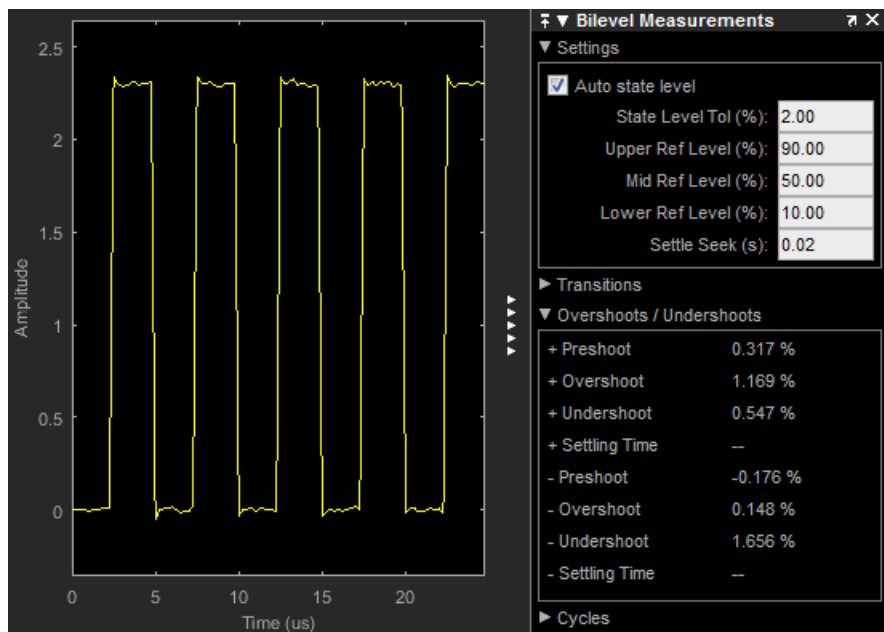 2.5
2
1.5
1
0.5
0
Amplitude
0 5 10 15 20
Time (us)
Bilevel Measurements
Settings
Auto state level
State Level Tol (%): 2.00
Upper Ref Level (%): 90.00
Mid Ref Level (%): 50.00
Lower Ref Level (%): 10.00
Settle Seek (s): 0.02
Transitions
Overshoots / Undershoots
+ Preshoot 0.317 %
+ Overshoot 1.169 %
+ Undershoot 0.547 %
+ Settling Time --
- Preshoot -0.176 %
- Overshoot 0.148 %
- Undershoot 1.656 %
- Settling Time --
Cycles